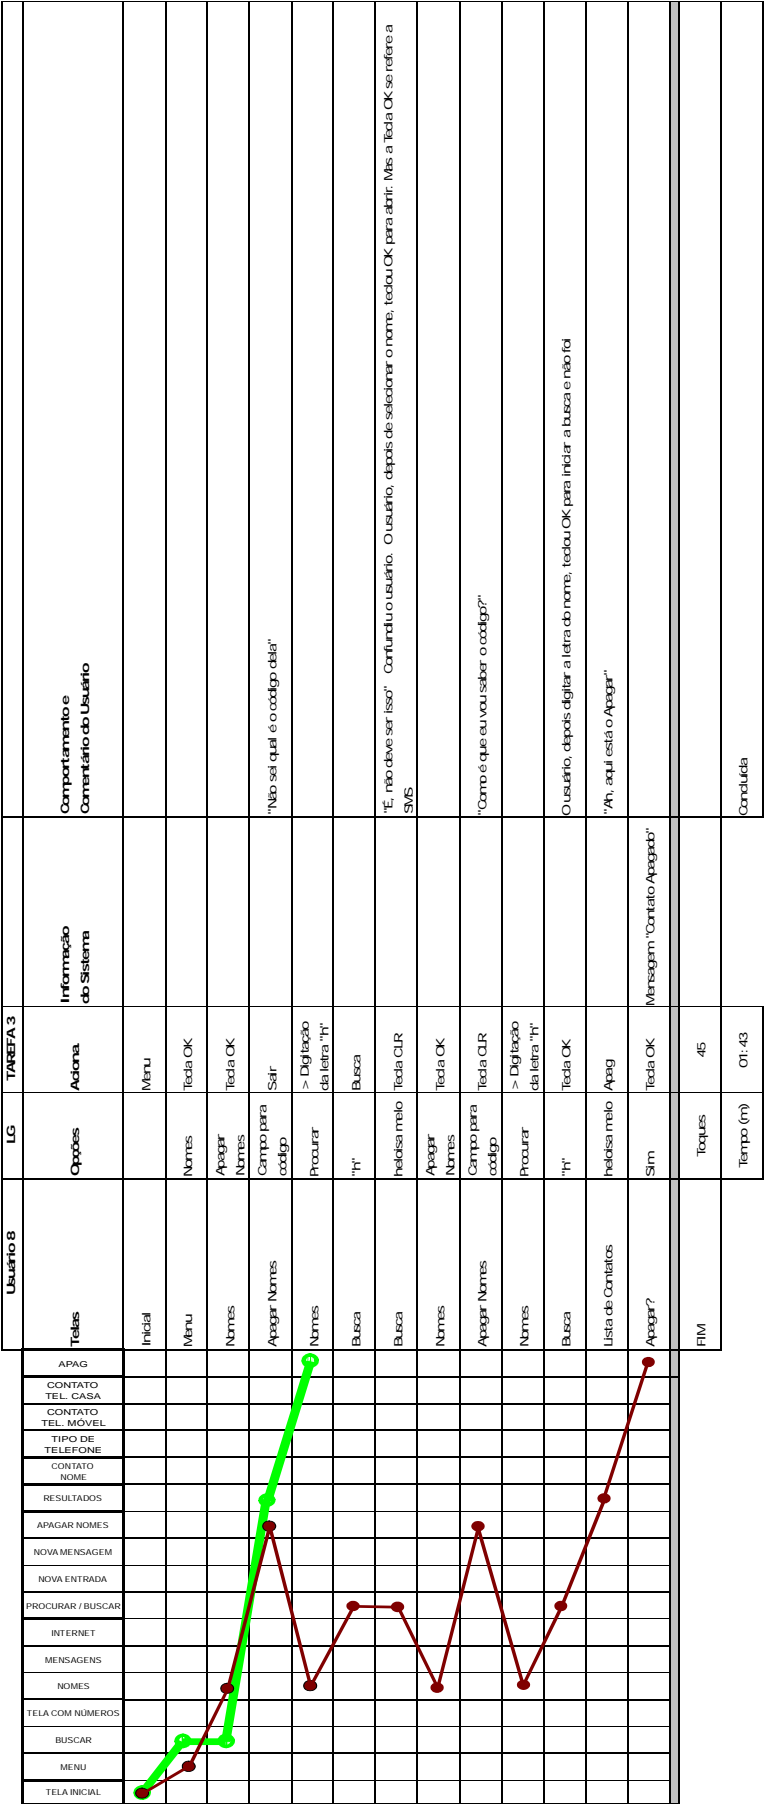 Usuário 8
LG
TAREFA 3
Telas
Opções
Aciona
Informação
do Sistema
Comportamento e
Comentário do Usuário
Inicial
Menu
Menu
Nomes
Tecla OK
Nomes
Apagar
Nomes
Tecla OK
Apagar Nomes
Campo para
código
Sair
"Não sei qual é o código dela"
Nomes
Procurar
> Digitação
da letra "h"
Busca
"h"
Busca
Busca
heloisa melo
Tecla CLR
"É, não deve ser isso" Confundiu o usuário. O usuário, depois de selecionar o nome, teclou OK para abrir. Mas a Tecla OK se refere a
SMS
Nomes
Apagar
Nomes
Tecla OK
Apagar Nomes
Campo para
código
Tecla CLR
"Como é que eu vou saber o código?"
Nomes
Procurar
> Digitação
da letra "h"
Busca
"h"
Tecla OK
O usuário, depois digitar a letra do nome, teclou OK para iniciar a busca e não foi
Lista de Contatos
heloisa melo
Apag
"Ah, aqui está o Apagar"
Apagar?
Sim
Tecla OK
Mensagem "Contato Apagado"
FIM
Toques
45
Tempo (m)
01:43
Concluída
APAG
CONTATO
TEL. CASA
CONTATO
TEL. MÓVEL
TIPO DE
TELEFONE
CONTATO
NOME
RESULTADOS
APAGAR NOMES
NOVA MENSAGEM
NOVA ENTRADA
PROCURAR / BUSCAR
INTERNET
MENSAGENS
NOMES
TELA COM NÚMEROS
BUSCAR
MENU
TELA INICIAL